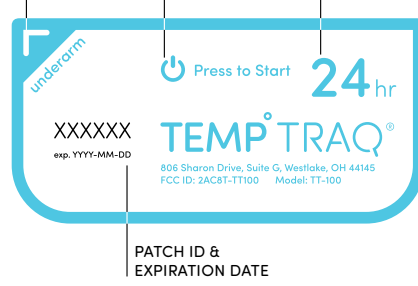 underarm
Press to Start
24hr
XXXXXX
exp. YYYY-MM-DD
TEMP° TRAQ®
806 Sharon Drive, Suite G, Westlake, OH 44145
FCC ID: 2AC8T-TT100 Model: TT-100
PATCH ID &
EXPIRATION DATE